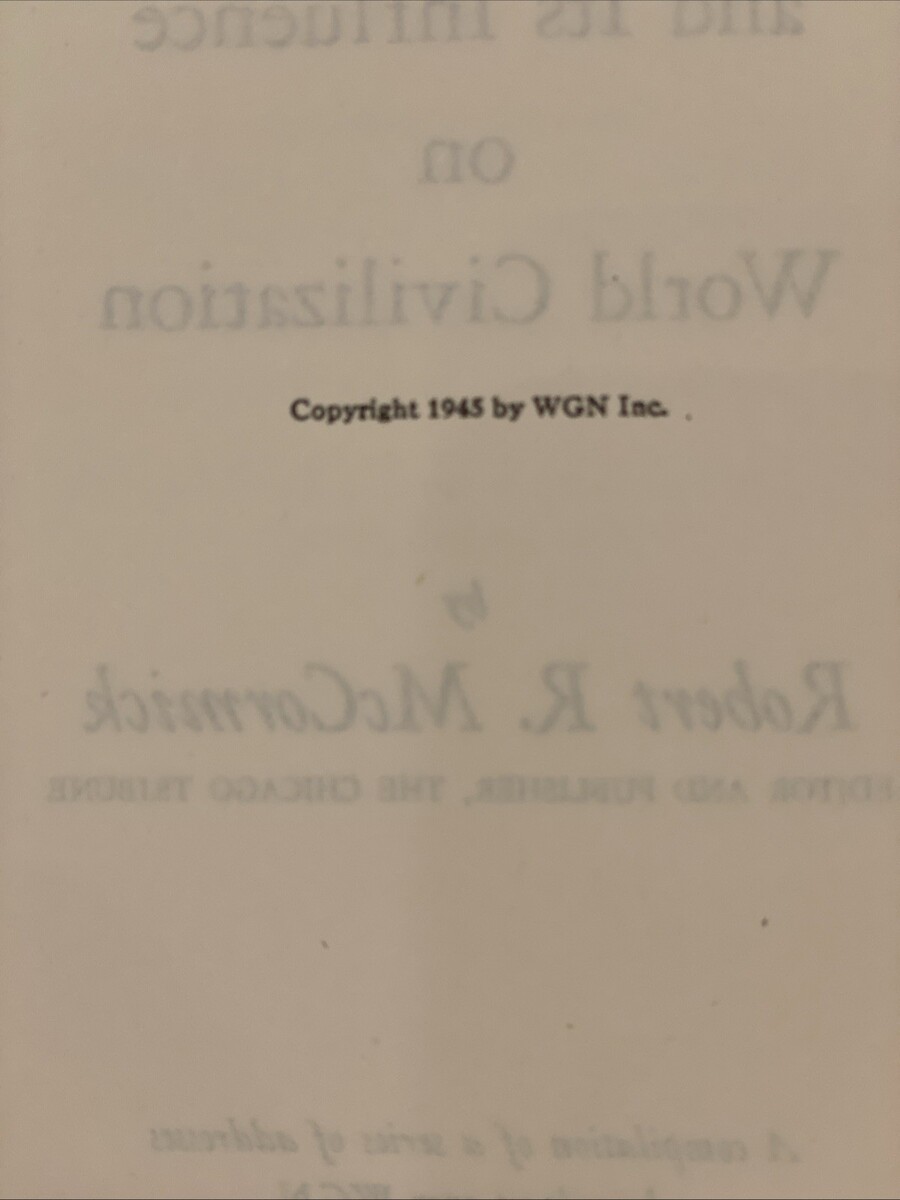 and Its Influence
on
World Civilization
Copyright 1945 by WGN Inc.
by
Robert R. McCormick
EDITOR AND PUBLISHER, THE CHICAGO TRIBUNE
A compilation of a series of addresses
WGN